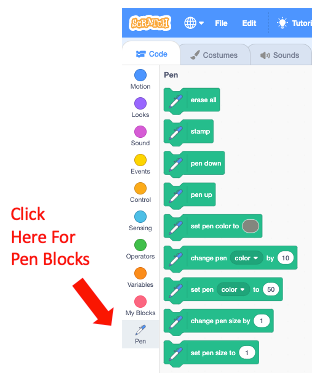 SCRATCH
File
Edit
Tutori
Code
Costumes
Sounds
Motion
Looks
Sound
Events
Control
Sensing
Operators
Variables
My Blocks
Pen
Pen
erase all
stamp
pen down
pen up
set pen color to
change pen color by 10
set pen color to 50
change pen size by 1
set pen size to 1
Click
Here For
Pen Blocks